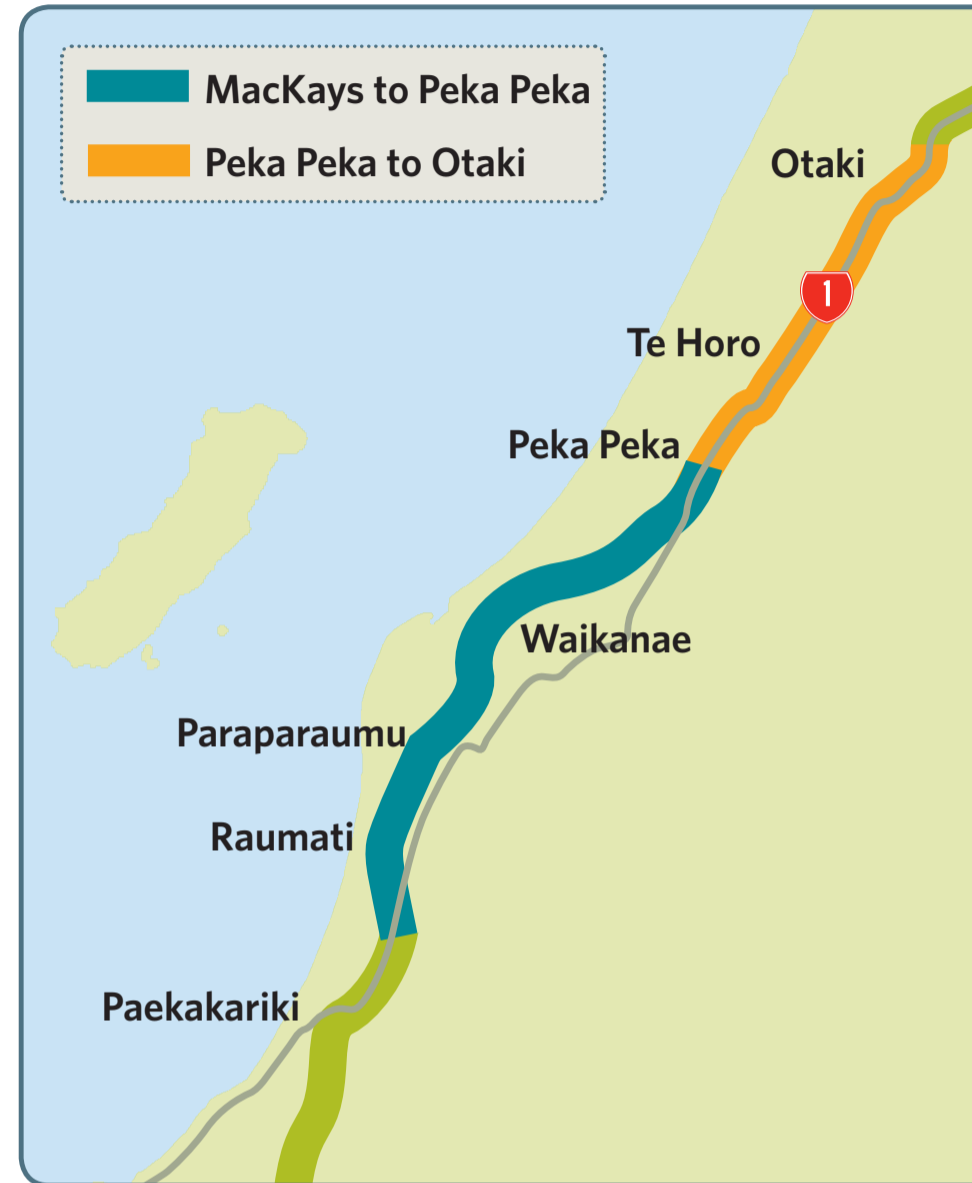 MacKays to Peka Peka
Peka Peka to Otaki
Otaki
1
Te Horo
Peka Peka
Waikanae
Paraparaumu
Raumati
Paekakariki